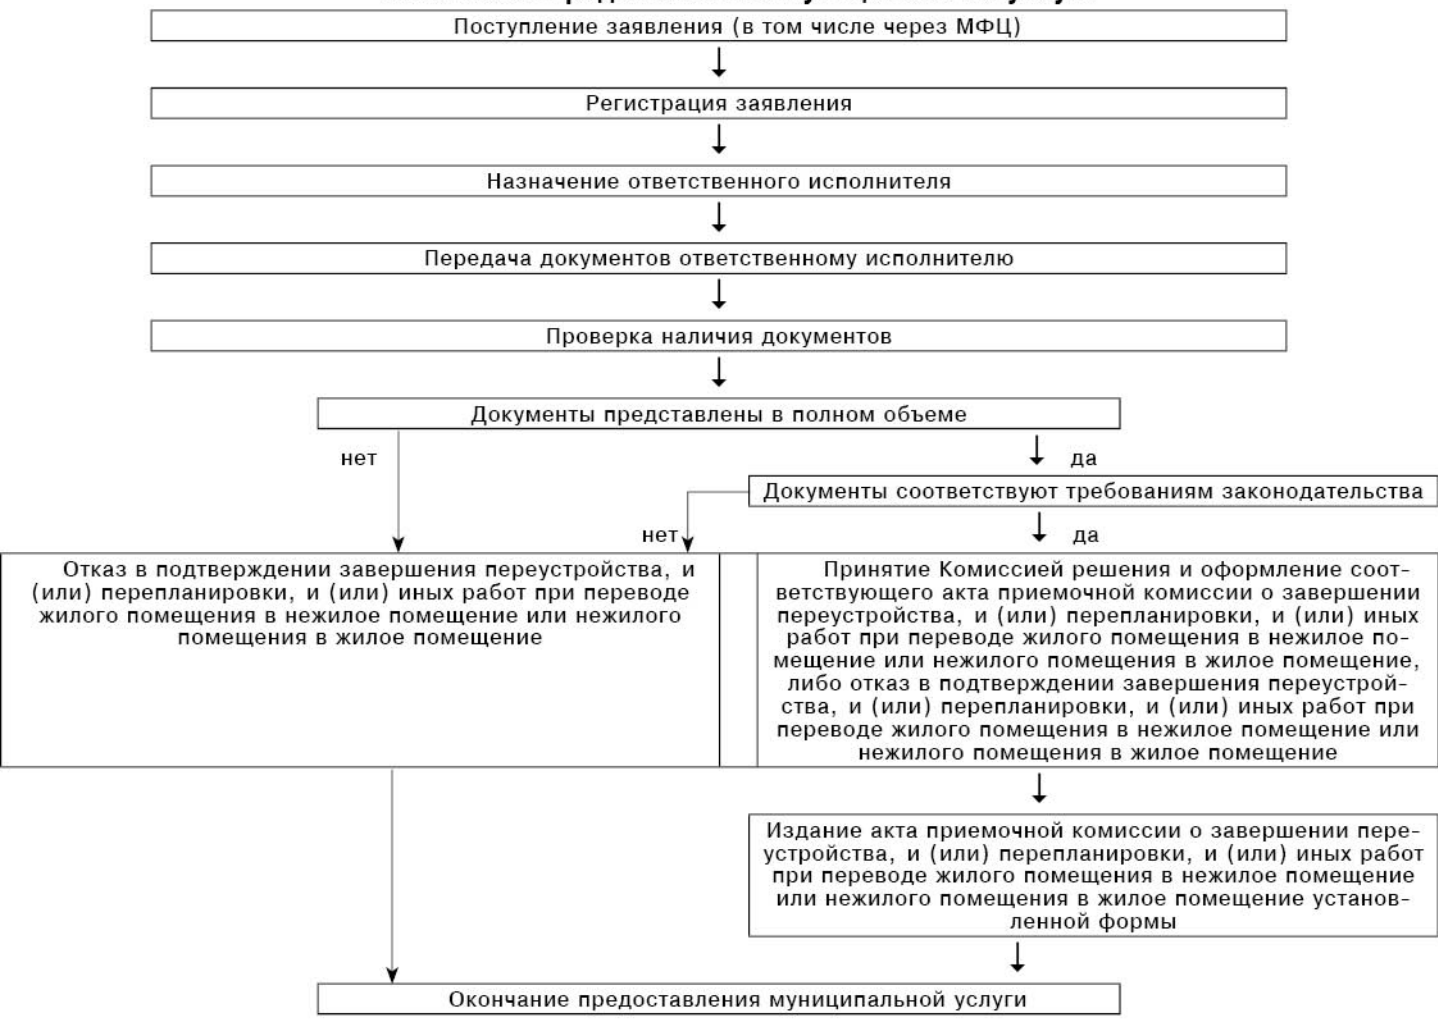 Поступление заявления (в том числе через МФЦ)
Регистрация заявления
Назначение ответственного исполнителя
Передача документов ответственному исполнителю
Проверка наличия документов
Документы представлены в полном объеме
нет
да
Документы соответствуют требованиям законодательства
нет
да
Отказ в подтверждении завершения переустройства, и
(или) перепланировки, и (или) иных работ при переводе
жилого помещения в нежилое помещение или нежилого
помещения в жилое помещение
Принятие Комиссией решения и оформление соот-
ветствующего акта приемочной комиссии о завершении
переустройства, и (или) перепланировки, и (или) иных
работ при переводе жилого помещения в нежилое по-
мещение или нежилого помещения в жилое помещение,
либо отказ в подтверждении завершения переустрой-
ства, и (или) перепланировки, и (или) иных работ при
переводе жилого помещения в нежилое помещение или
нежилого помещения в жилое помещение
Издание акта приемочной комиссии о завершении пере-
устройства, и (или) перепланировки, и (или) иных работ
при переводе жилого помещения в нежилое помещение
или нежилого помещения в жилое помещение установ-
ленной формы
Окончание предоставления муниципальной услуги